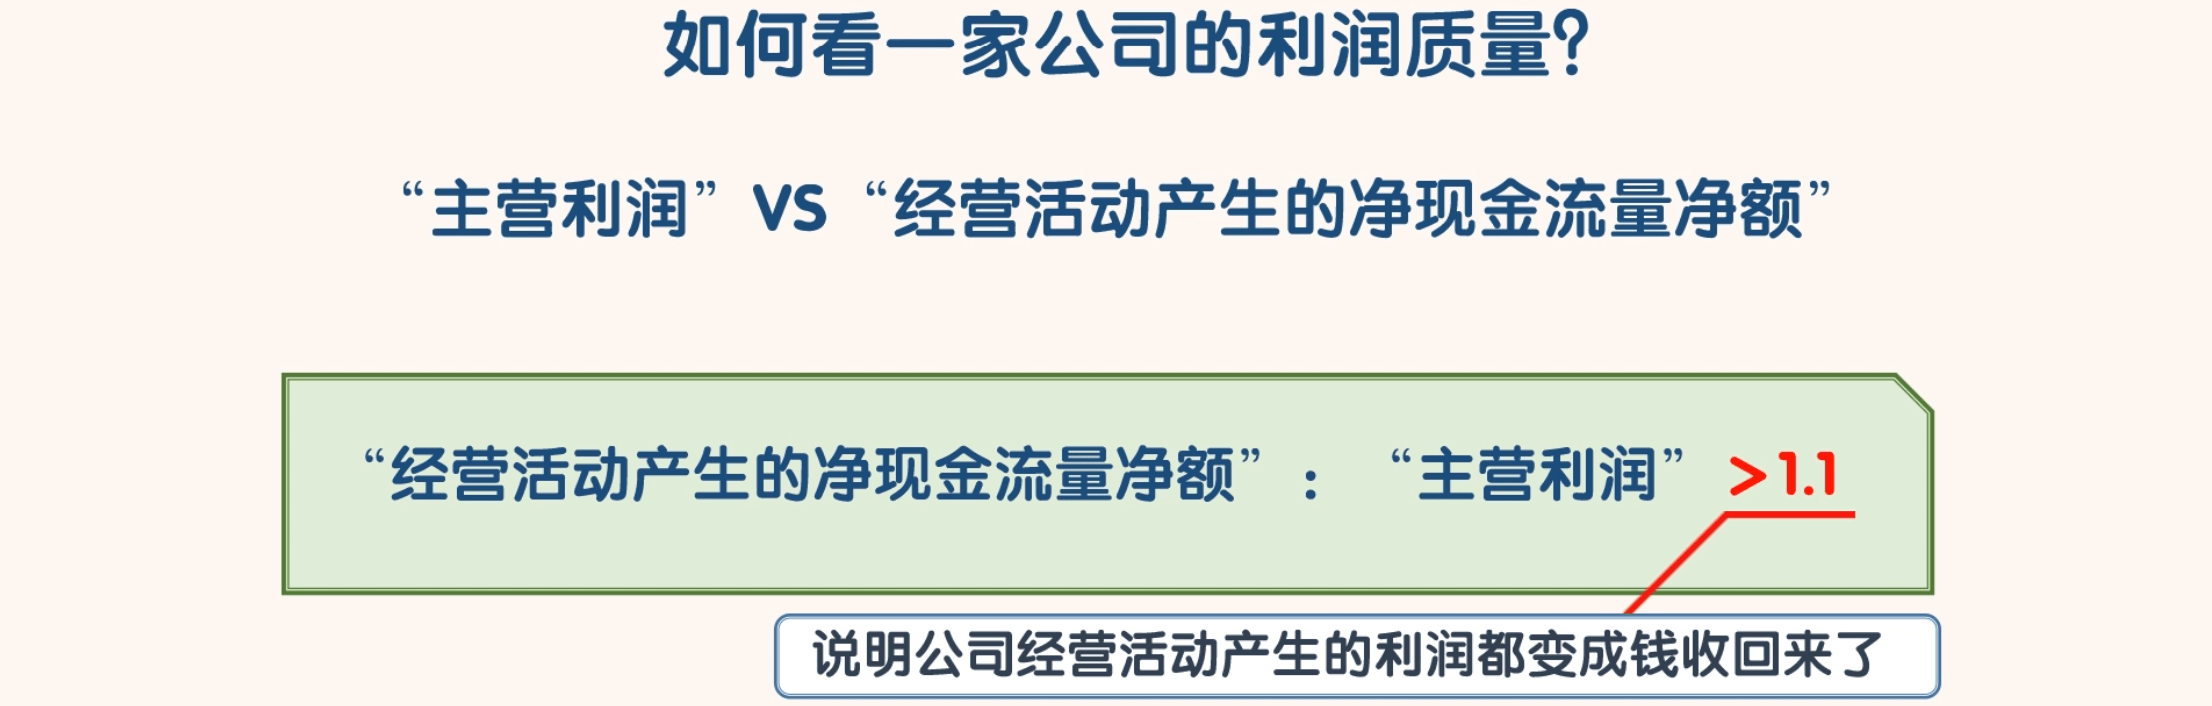 如何看一家公司的利润质量？
“主营利润”VS“经营活动产生的净现金流量净额”
“经营活动产生的净现金流量净额”：“主营利润”>1.1
说明公司经营活动产生的利润都变成钱收回来了